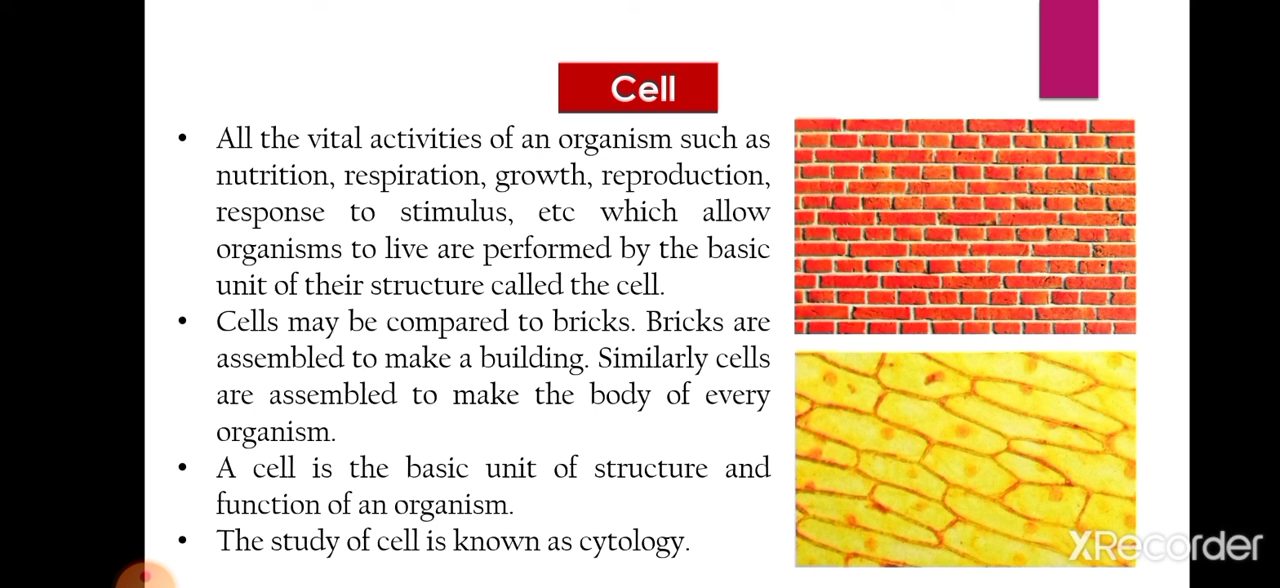 Cell
• All the vital activities of an organism such as
nutrition, respiration, growth, reproduction,
response to stimulus, etc which allow
organisms to live are performed by the basic
unit of their structure called the cell.
• Cells may be compared to bricks. Bricks are
assembled to make a building. Similarly cells
are assembled to make the body of every
organism.
• A cell is the basic unit of structure and
function of an organism.
• The study of cell is known as cytology.
XRecorder